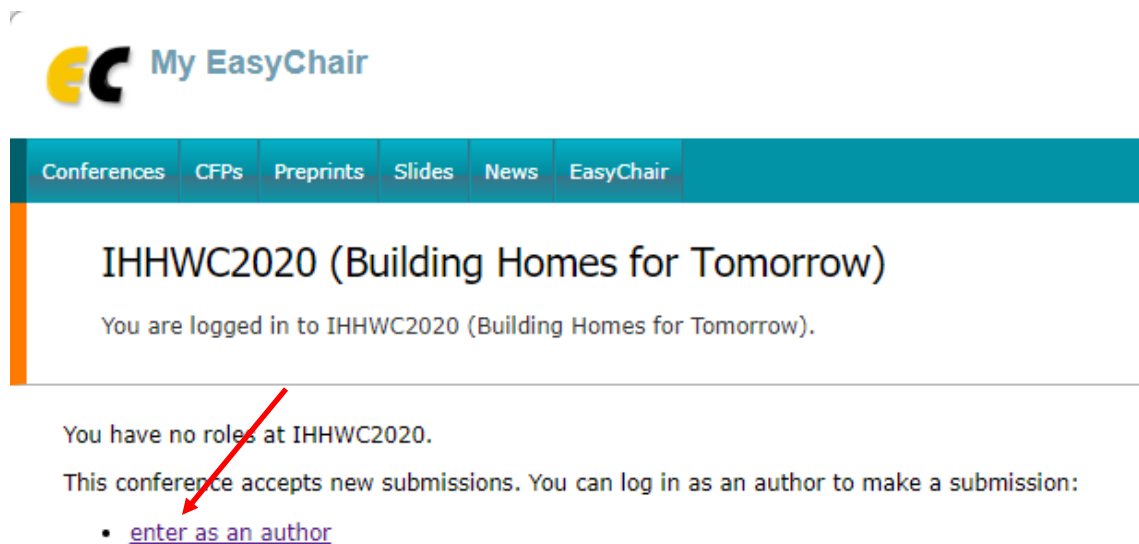 EC My EasyChair
Conferences CFPs Preprints Slides News EasyChair
IHHWC2020 (Building Homes for Tomorrow)
You are logged in to IHHWC2020 (Building Homes for Tomorrow).
You have no roles at IHHWC2020.
This conference accepts new submissions. You can log in as an author to make a submission:
• enter as an author